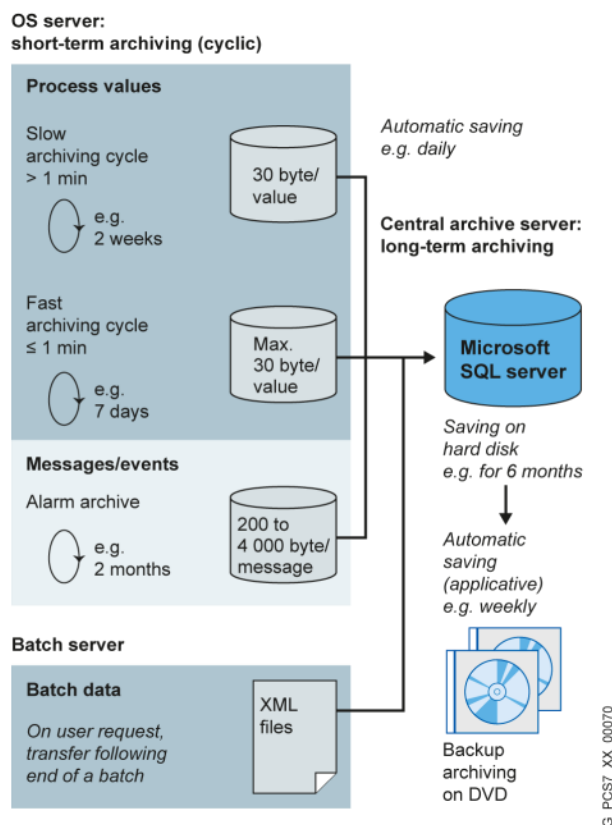 OS server:
short-term archiving (cyclic)
Process values
Slow
archiving cycle
> 1 min
e.g.
2 weeks
30 byte/
value
Fast
archiving cycle
≤ 1 min
e.g.
7 days
Max.
30 byte/
value
Messages/events
Alarm archive
e.g.
2 months
200 to
4 000 byte/
message
Batch server
Batch data
On user request,
transfer following
end of a batch
XML
files
Automatic saving
e.g. daily
Central archive server:
long-term archiving
Microsoft
SQL server
Saving on
hard disk
e.g. for 6 months
Automatic
saving
(applicative)
e.g. weekly
Backup
archiving
on DVD
G_PCS7_XX_00070